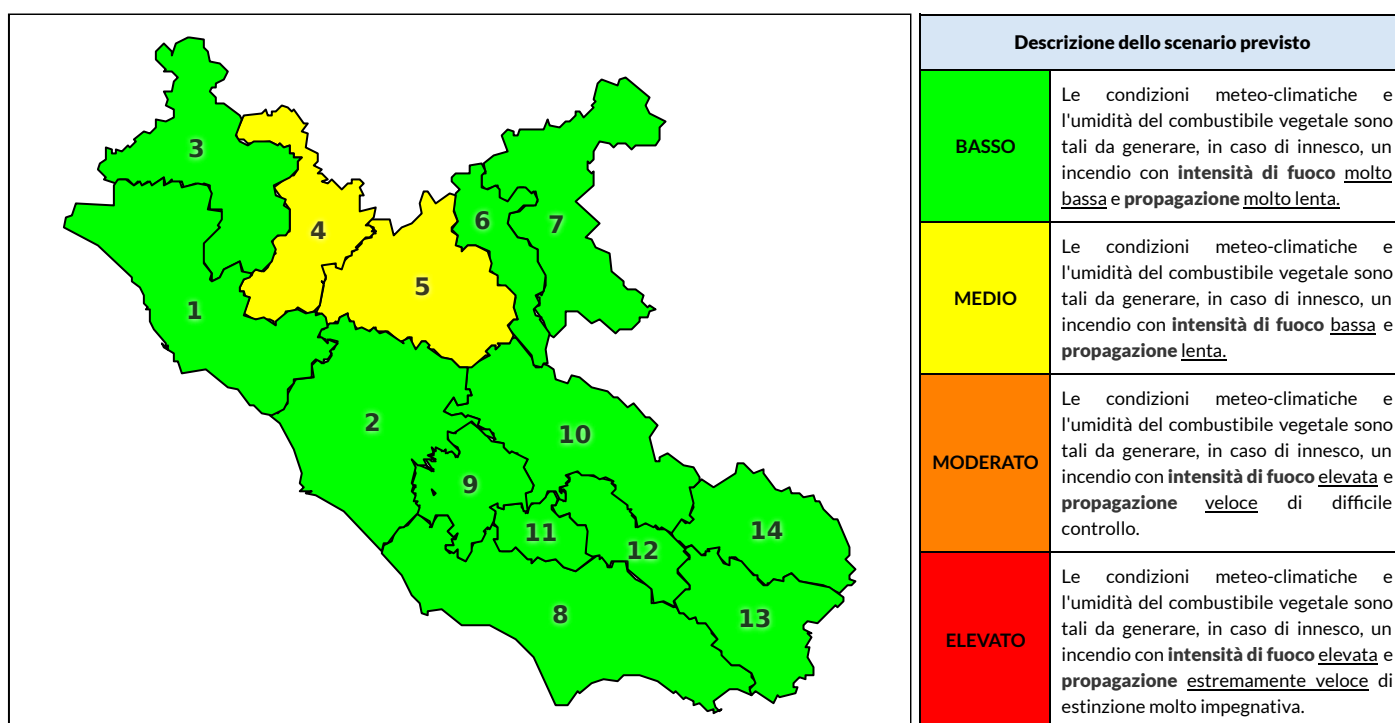 3
4
6
7
5
1
2
10
9
11
12
14
8
13
Descrizione dello scenario previsto
BASSO
Le condizioni meteo-climatiche e
l'umidità del combustibile vegetale sono
tali da generare, in caso di innesco, un
incendio con intensità di fuoco molto
bassa e propagazione molto lenta.
MEDIO
Le condizioni meteo-climatiche e
l'umidità del combustibile vegetale sono
tali da generare, in caso di innesco, un
incendio con intensità di fuoco bassa e
propagazione lenta.
MODERATO
Le condizioni meteo-climatiche e
l'umidità del combustibile vegetale sono
tali da generare, in caso di innesco, un
incendio con intensità di fuoco elevata e
propagazione veloce di difficile
controllo.
ELEVATO
Le condizioni meteo-climatiche e
l'umidità del combustibile vegetale sono
tali da generare, in caso di innesco, un
incendio con intensità di fuoco elevata e
propagazione estremamente veloce di
estinzione molto impegnativa.